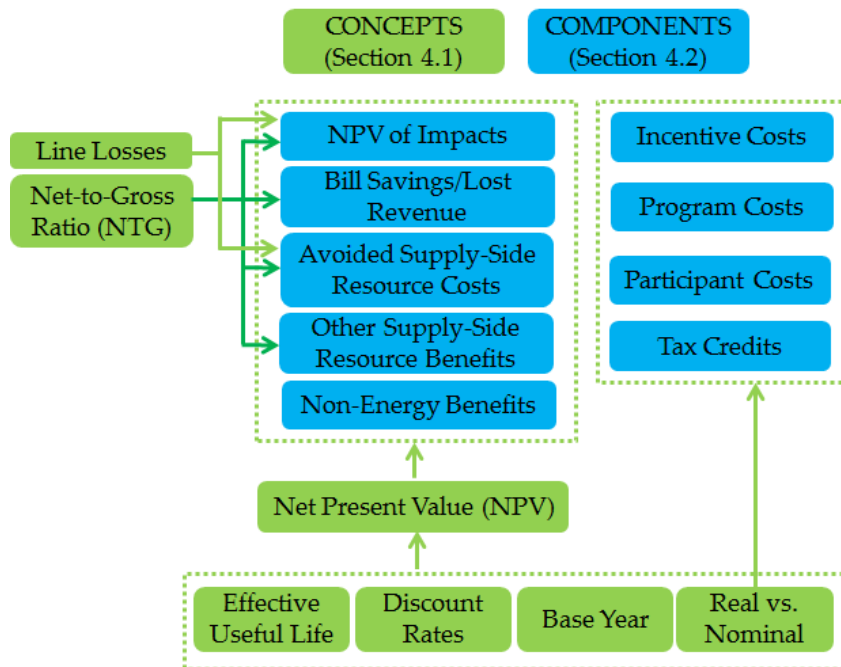 CONCEPTS
(Section 4.1)
COMPONENTS
(Section 4.2)
Line Losses
Net-to-Gross
Ratio (NTG)
NPV of Impacts
Bill Savings/Lost
Revenue
Avoided Supply-Side
Resource Costs
Other Supply-Side
Resource Benefits
Non-Energy Benefits
Incentive Costs
Program Costs
Participant Costs
Tax Credits
Net Present Value (NPV)
Effective
Useful Life
Discount
Rates
Base Year
Real vs.
Nominal